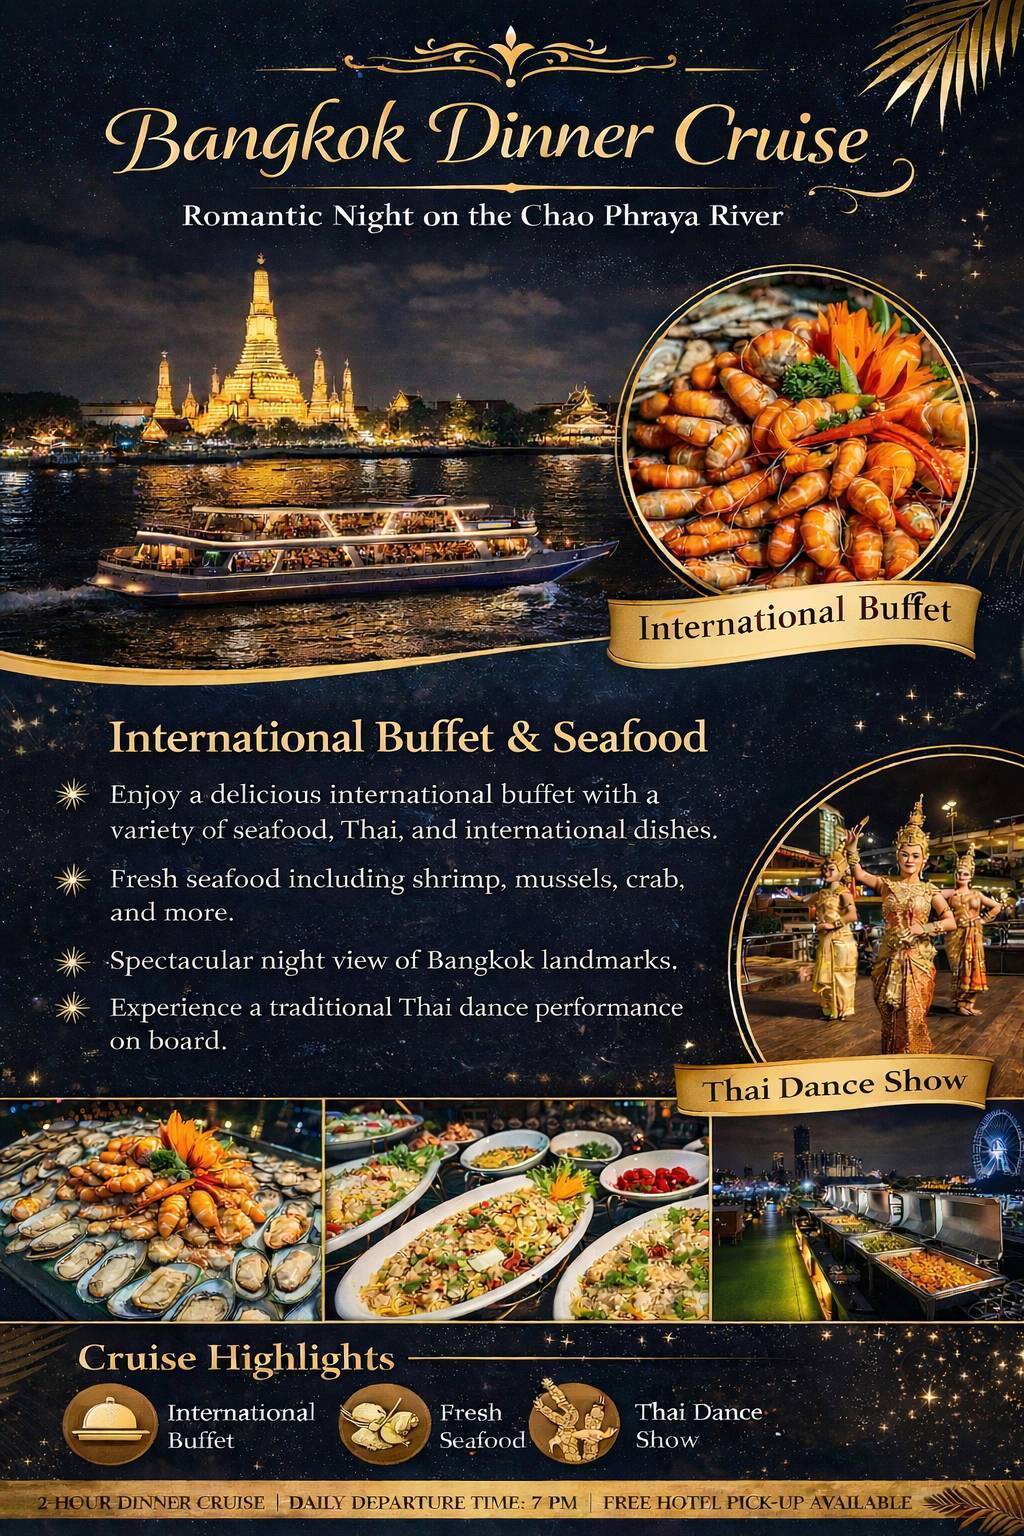 Bangkok Dinner Cruise
Romantic Night on the Chao Phraya River
International Buffet
International Buffet & Seafood
Enjoy a delicious international buffet with a
variety of seafood, Thai, and international dishes.
Fresh seafood including shrimp, mussels, crab,
and more.
Spectacular night view of Bangkok landmarks.
Experience a traditional Thai dance performance
on board.
Thai Dance Show
Cruise Highlights
International
Buffet
Fresh
Seafood
Thai Dance
Show
2-HOUR DINNER CRUISE | DAILY DEPARTURE TIME: 7 PM | FREE HOTEL PICK-UP AVAILABLE